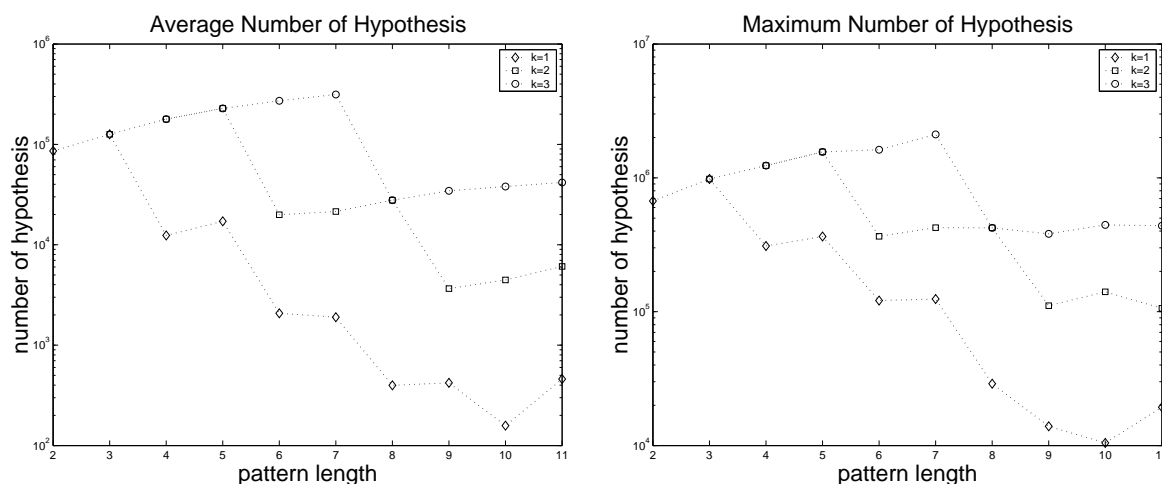 Average Number of Hypothesis
10^6
10^5
10^4
10^3
10^2
number of hypothesis
2 3 4 5 6 7 8 9 10 11
pattern length
k=1
k=2
k=3
Maximum Number of Hypothesis
10^7
10^6
10^5
10^4
number of hypothesis
2 3 4 5 6 7 8 9 10 1
pattern length
k=1
k=2
k=3